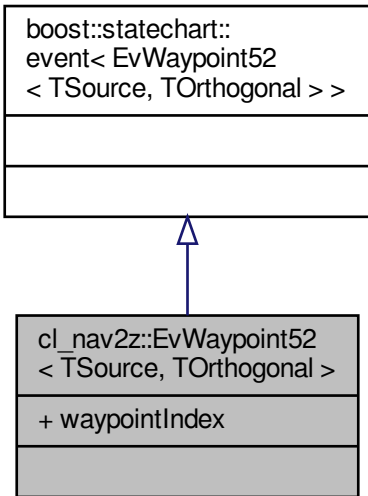 boost::statechart::
event< EvWaypoint52
< TSource, TOrthogonal > >
cl_nav2z::EvWaypoint52
< TSource, TOrthogonal >
+ waypointIndex